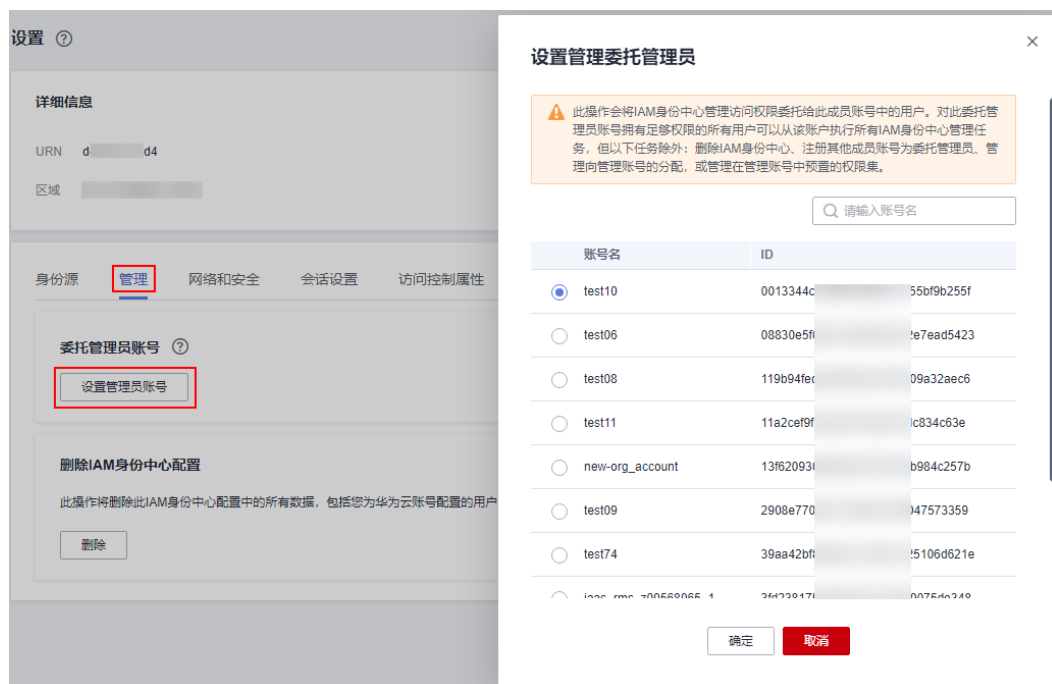 设置
详细信息
URN d- d4
区域
身份源 管理 网络和安全 会话设置 访问控制属性
委托管理员账号
设置管理员账号
删除IAM身份中心配置
此操作将删除此IAM身份中心配置中的所有数据，包括您为华为云账号配置的用户
删除
设置管理委托管理员
此操作会将IAM身份中心管理访问权限委托给此成员账号中的用户。对此委托管
理员账号拥有足够权限的所有用户可以从该账户执行所有IAM身份中心管理任
务，但以下任务除外：删除IAM身份中心、注册其他成员账号为委托管理员、管
理向管理账号的分配，或管理在管理账号中预置的权限集。
请输入账号名
账号名 ID
test10 0013344c 55bf9b255f
test06 08830e5f 2e7ead5423
test08 119b94fec 09a32aec6
test11 11a2cef9f c834c63e
new-org_account 13f62093 b984c257b
test09 2908e770 047573359
test74 39aa42bf 25106d621e
确定 取消